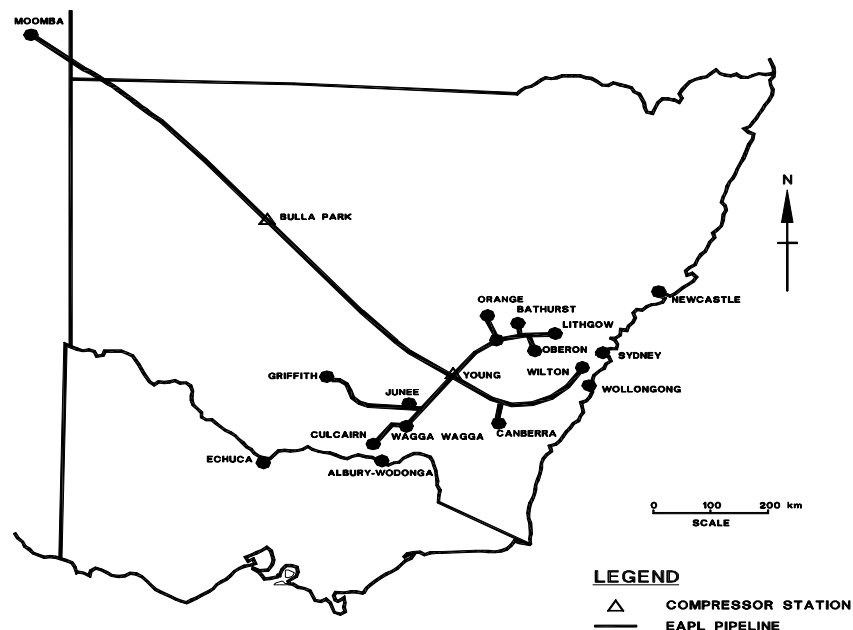 MOOMBA
N
BULLA PARK
NEWCASTLE
ORANGE
BATHURST
LITHGOW
OBERON
SYDNEY
WILTON
YOUNG
GRIFFITH
WOLLONGONG
JUNEE
CULCAIRN
WAGGA WAGGA
CANBERRA
ECHUCA
ALBURY-WODONGA
0 100 200 km
SCALE
LEGEND
COMPRESSOR STATION
EAPL PIPELINE